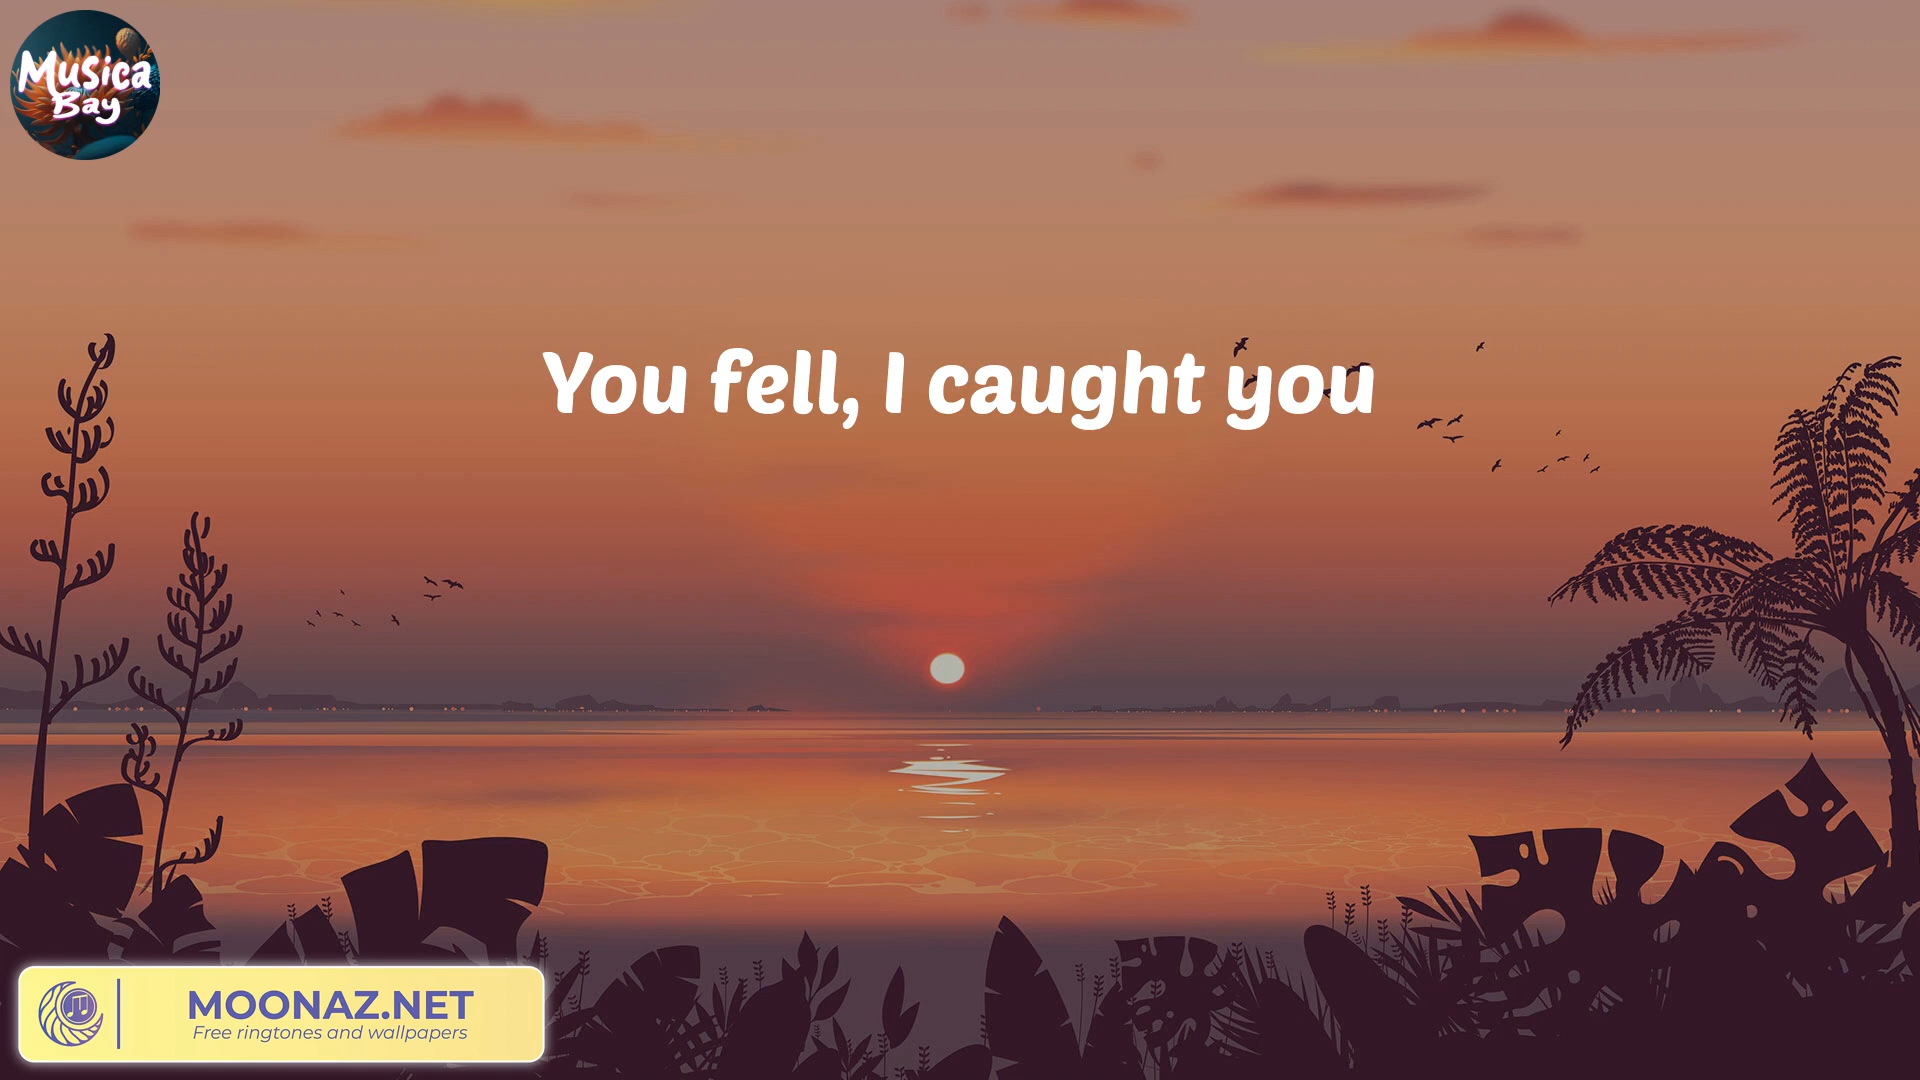 Musica
Bay
You fell, I caught you
MOONAZ.NET
Free ringtones and wallpapers